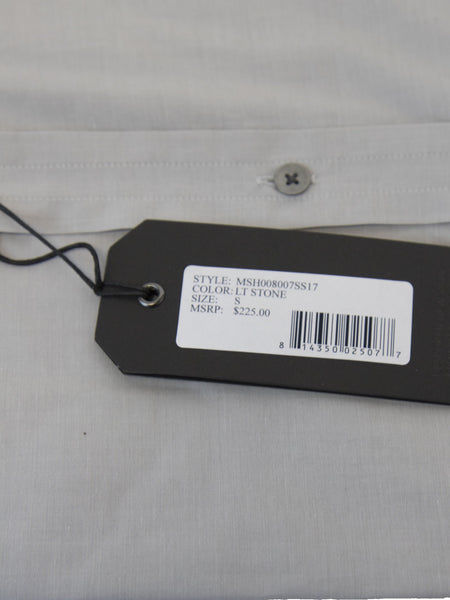 STYLE: MSH008007SS17
COLOR: LT STONE
SIZE: S
MSRP: $225.00
8 14350 02507 7